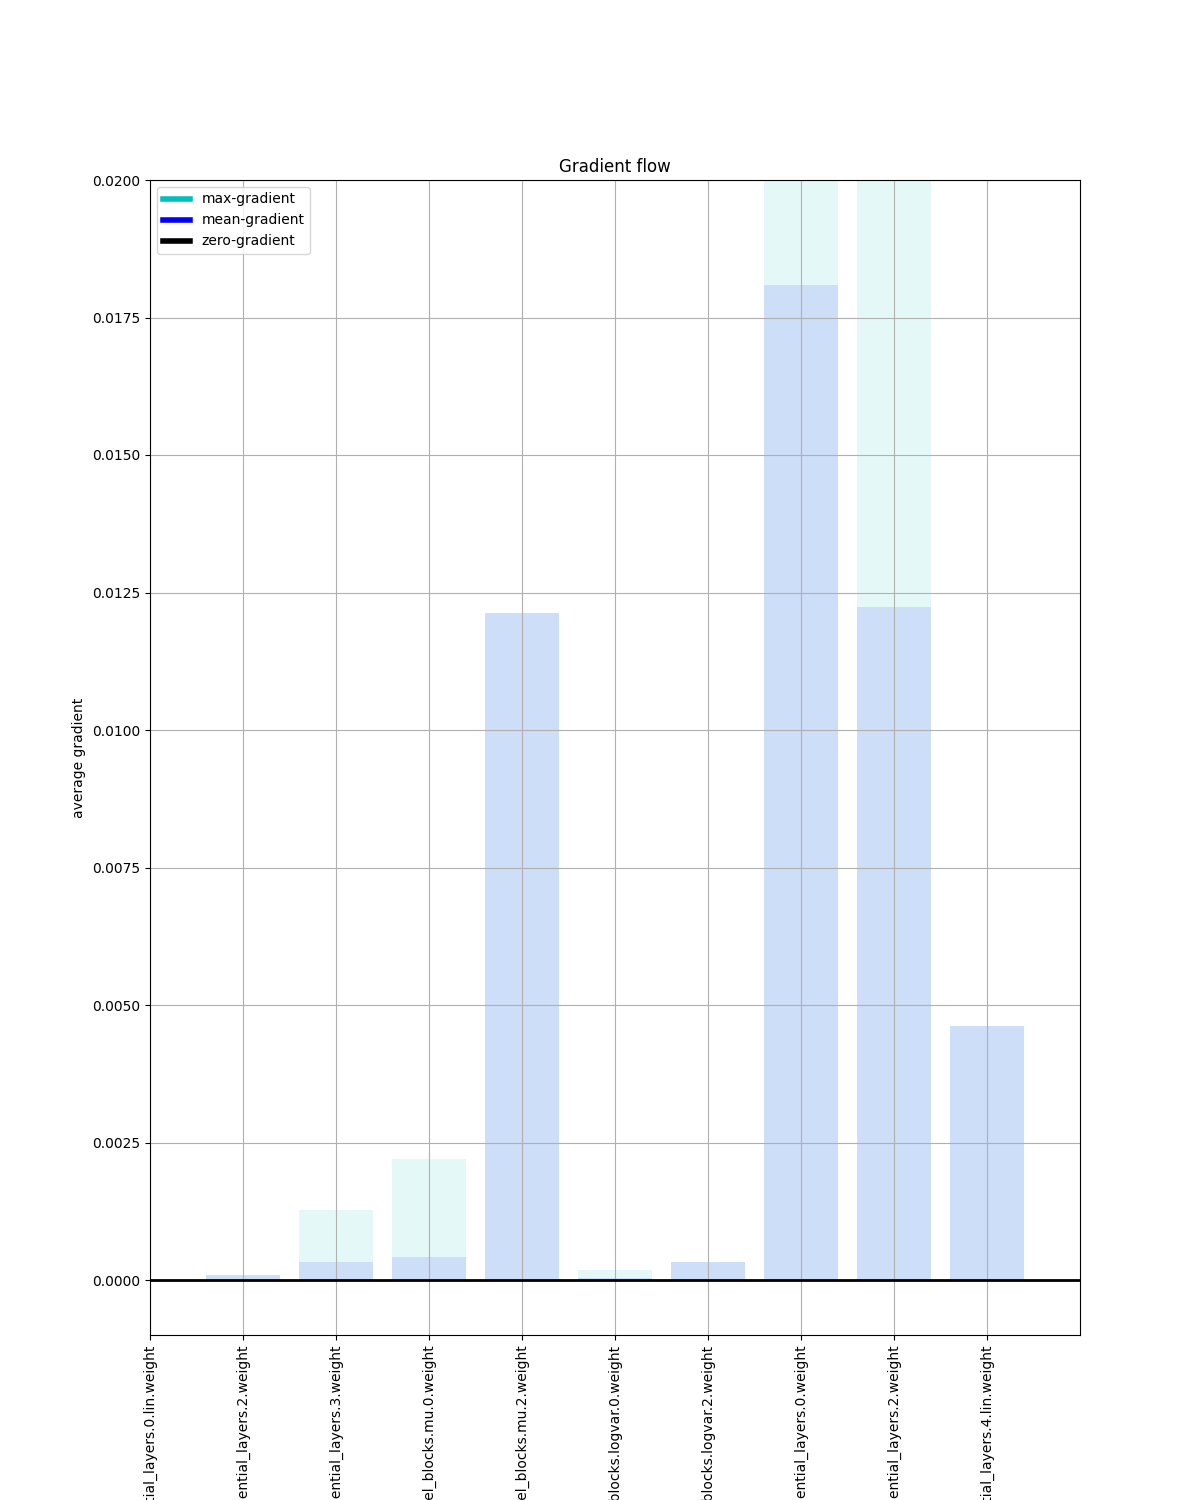 Gradient flow
max-gradient
mean-gradient
zero-gradient
0.0200
0.0175
0.0150
0.0125
0.0100
0.0075
0.0050
0.0025
0.0000
average gradient
tial_layers.0.lin.weight
ential_layers.2.weight
ential_layers.3.weight
el_blocks.mu.0.weight
el_blocks.mu.2.weight
blocks.logvar.0.weight
blocks.logvar.2.weight
ential_layers.0.weight
ential_layers.2.weight
tial_layers.4.lin.weight